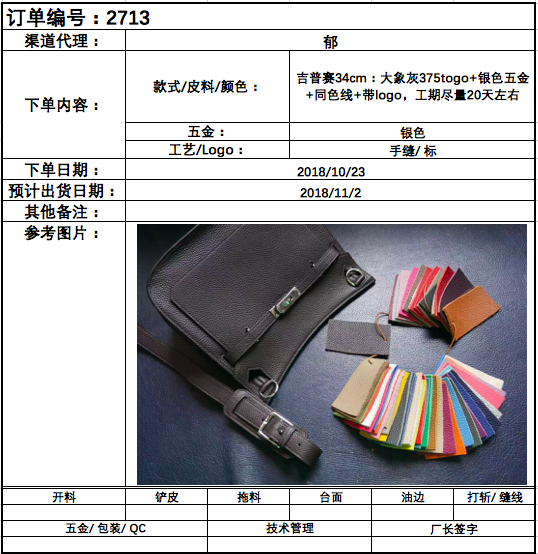 订单编号：2713
渠道代理：
郁
下单内容：
款式/皮料/颜色：
吉普赛34cm：大象灰375togo+银色五金
+同色线+带logo，工期尽量20天左右
五金：
银色
工艺/Logo：
手缝/ 标
下单日期：
2018/10/23
预计出货日期：
2018/11/2
其他备注：
参考图片：
开料
铲皮
拖料
台面
油边
打斩/ 缝线
五金/ 包装/ QC
技术管理
厂长签字